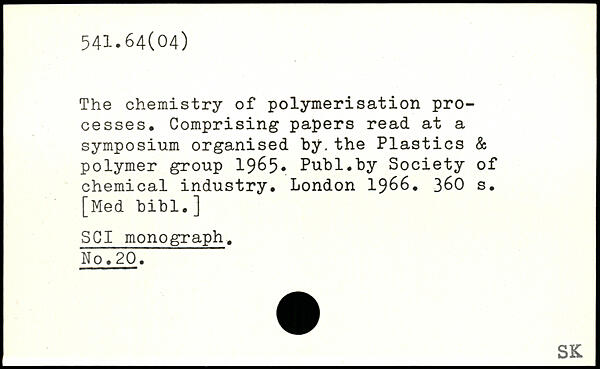 541.64(04)
The chemistry of polymerisation pro-
cesses. Comprising papers read at a
symposium organised by.the Plastics &
polymer group 1965. Publ.by Society of
chemical industry. London 1966. 360 s.
[Med bibl.]
SCI monograph.
No.20.
SK